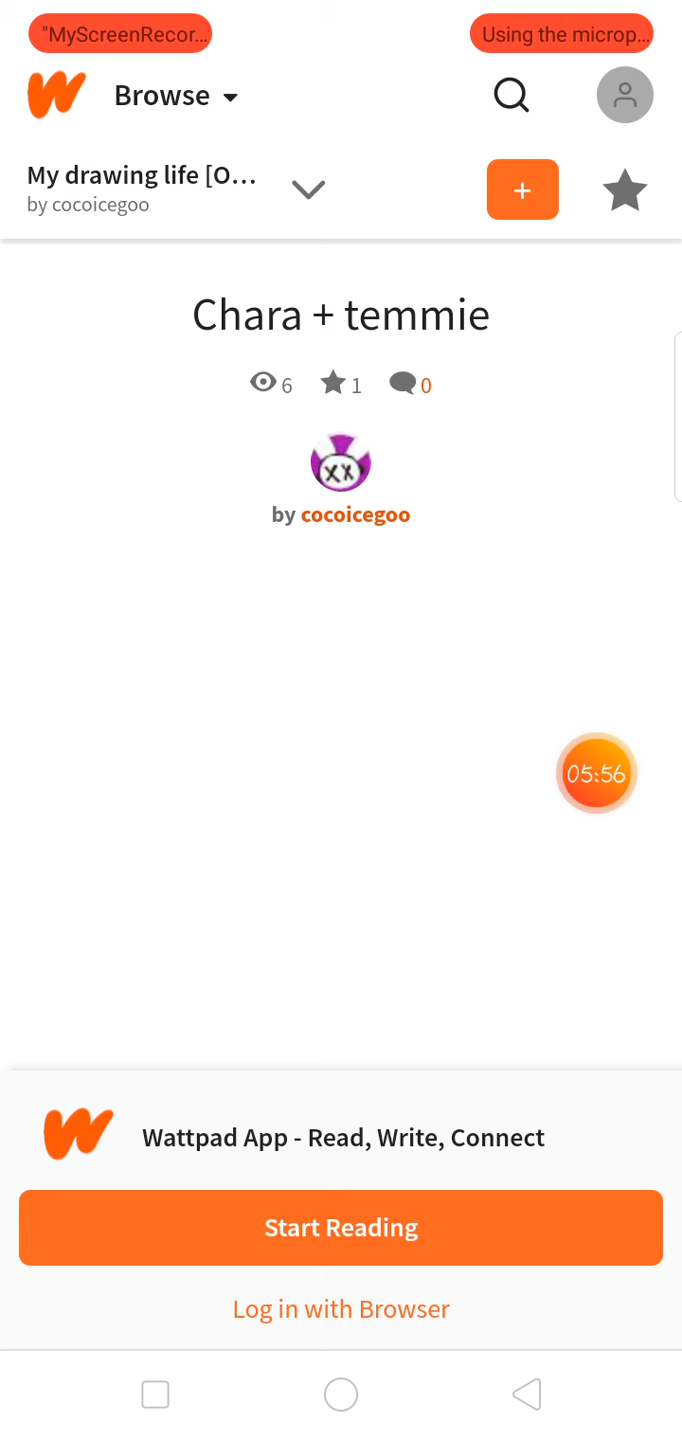 "MyScreenRecor... Using the microp...
Browse
My drawing life [O...
by cocoicegoo
+
Chara + temmie
6 1 0
XX
by cocoicegoo
05:56
Wattpad App - Read, Write, Connect
Start Reading
Log in with Browser